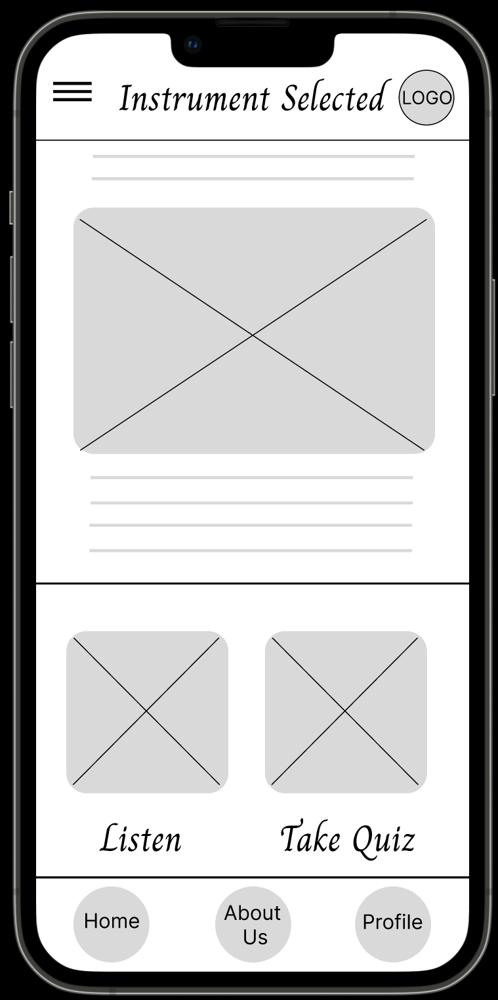 Instrument Selected
LOGO
Listen
Take Quiz
Home
About
Us
Profile